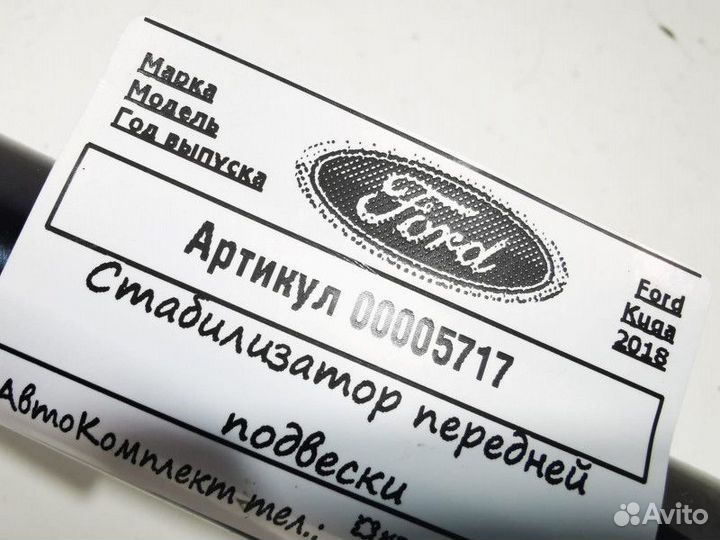 Марка
Модель
Год выпуска
Ford
Ford
Kuga
2018
Артикул 00005717
Стабилизатор передней
подвески
АвтоКомплект тел.:
Avito